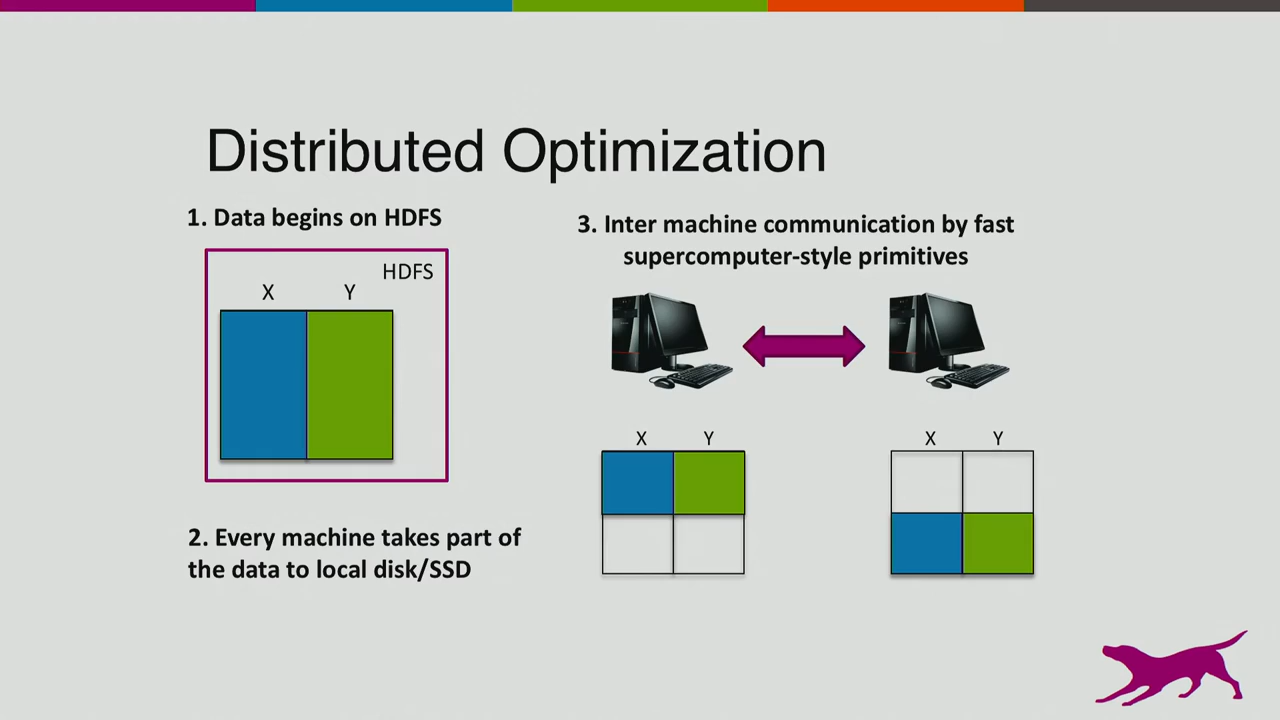 Distributed Optimization
1. Data begins on HDFS
HDFS
X Y
2. Every machine takes part of
the data to local disk/SSD
3. Inter machine communication by fast
supercomputer-style primitives
X Y
X Y